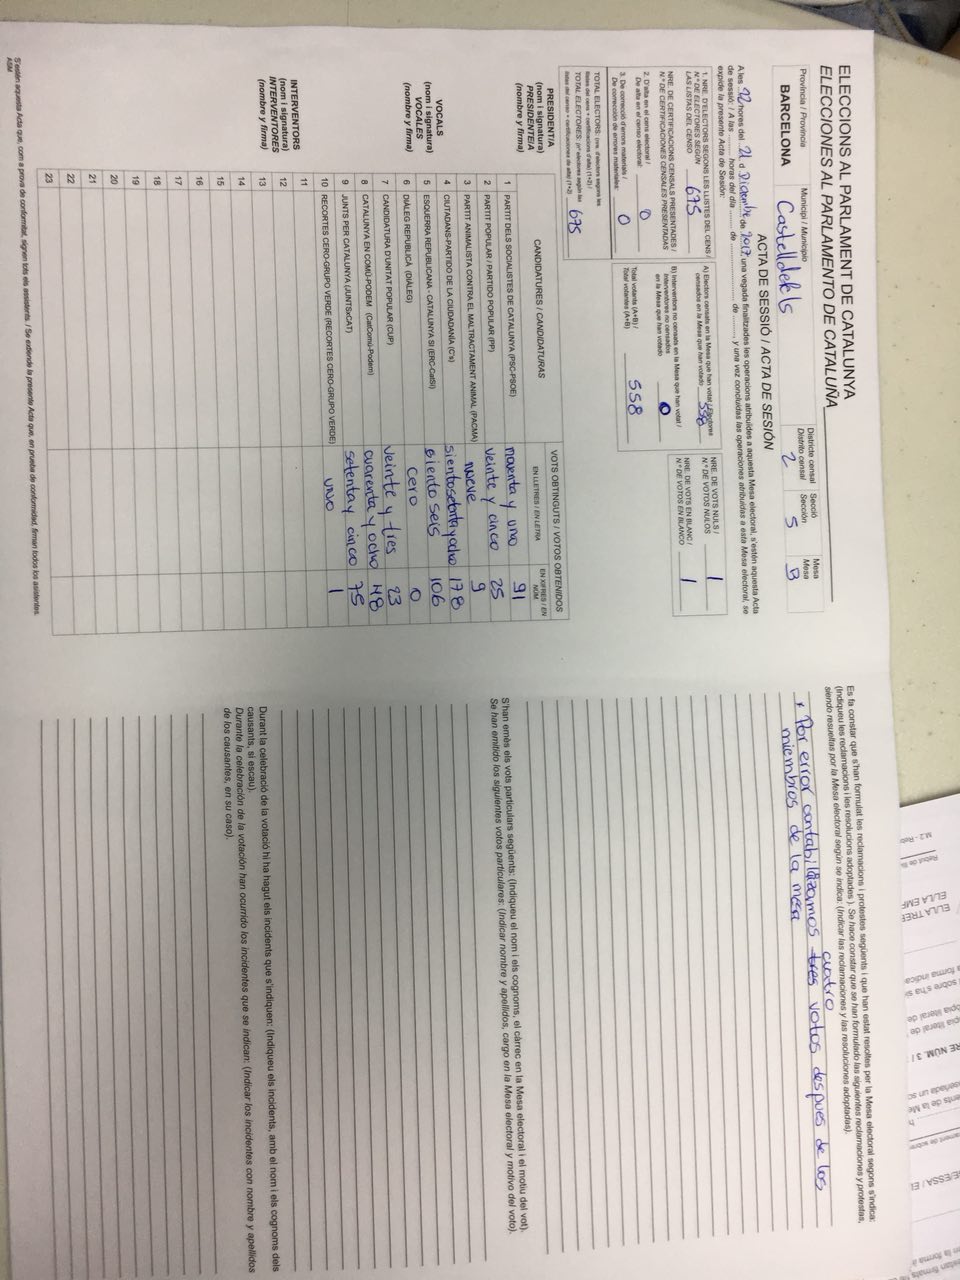 ELECCIONS AL PARLAMENT DE CATALUNYA
ELECCIONES AL PARLAMENTO DE CATALUÑA
Província / Provincia
BARCELONA
Municipi / Municipio
Castelldefels
Districte censal
Distrito censal
2
Secció
Sección
5
Mesa
Mesa
B
ACTA DE SESSIÓ / ACTA DE SESIÓN
A les 22 hores del 21 d Diciembre de 2017, una vegada finalitzades les operacions atribuïdes a aquesta Mesa electoral, s'estén aquesta Acta
de sessió: / A las ........ horas del día ........ de ........ de ........ y una vez concluidas las operaciones atribuidas a esta Mesa electoral, se
expide la presente Acta de Sesión:
1. NRE. D'ELECTORS SEGONS LES LLISTES DEL CENS /
N.º DE ELECTORES SEGÚN
LAS LISTAS DEL CENSO
675
NRE. DE CERTIFICACIONS CENSALS PRESENTADES /
N.º DE CERTIFICACIONES CENSALES PRESENTADAS
2. D'alta en el cens electoral /
De alta en el censo electoral:
0
3. De correcció d'errors materials /
De corrección de errores materiales:
0
TOTAL ELECTORS: (nre. d'electors segons les
llistes del cens + certificacions d'alta) (1+2) /
TOTAL ELECTORES: (nº electores según las
listas del censo + certificaciones de alta) (1+2)
675
A) Electors censats en la Mesa que han votat / Electores
censados en la Mesa que han votado
558
B) Interventors no censats en la Mesa que han votat /
Interventores no censados
en la Mesa que han votado
0
Total votants (A+B) /
Total votantes (A+B)
558
NRE. DE VOTS NULS /
N.º DE VOTOS NULOS
1
NRE. DE VOTS EN BLANC /
N.º DE VOTOS EN BLANCO
1
CANDIDATURES / CANDIDATURAS
VOTS OBTINGUTS / VOTOS OBTENIDOS
EN LLETRES / EN LETRA
EN XIFRES / EN NÚM.
1 PARTIT DELS SOCIALISTES DE CATALUNYA (PSC-PSOE) noventa y uno 91
2 PARTIT POPULAR / PARTIDO POPULAR (PP) veinte y cinco 25
3 PARTIT ANIMALISTA CONTRA EL MALTRACTAMENT ANIMAL (PACMA) nueve 9
4 CIUTADANS-PARTIDO DE LA CIUDADANÍA (C's) 178
5 ESQUERRA REPUBLICANA - CATALUNYA SÍ (ERC-CatSÍ) ciento seis 106
6 DIÀLEG REPUBLICÀ (DIÀLEG) cero 0
7 CANDIDATURA D'UNITAT POPULAR (CUP) veinte y tres 23
8 CATALUNYA EN COMÚ-PODEM (CatComú-Podem) cuarenta y ocho 48
9 JUNTS PER CATALUNYA (JUNTSxCAT) setenta y cinco 75
10 RECORTES CERO-GRUPO VERDE (RECORTES CERO-GRUPO VERDE) uno 1
11
12
13
14
15
16
17
18
19
20
21
22
23
PRESIDENT/A
(nom i signatura)
PRESIDENTE/A
(nombre y firma)
VOCALS
(nom i signatura)
VOCALES
(nombre y firma)
INTERVENTORS
(nom i signatura)
INTERVENTORES
(nombre y firma)
S'estén aquesta Acta que, com a prova de conformitat, signen tots els assistents. / Se extiende la presente Acta que, en prueba de conformidad, firman todos los asistentes.
Es fa constar que s'han formulat les reclamacions i protestes següents i que han estat resoltes per la Mesa electoral segons s'indica:
(Indiqueu les reclamacions i les resolucions adoptades). Se hace constar que se han formulado las siguientes reclamaciones y protestas,
siendo resueltas por la Mesa electoral según se indica: (Indicar las reclamaciones y las resoluciones adoptadas).
cuatro
* Por error contabilizamos tres votos despues de los
miembros de la mesa
S'han emès els vots particulars següents: (Indiqueu el nom i els cognoms, el càrrec en la Mesa electoral i el motiu del vot).
Se han emitido los siguientes votos particulares: (Indicar nombre y apellidos, cargo en la Mesa electoral y motivo del voto).
Durant la celebració de la votació hi ha hagut els incidents que s'indiquen: (Indiqueu els incidents, amb el nom i els cognoms dels
causants, si escau).
Durante la celebración de la votación han ocurrido los incidentes que se indican: (Indicar los incidentes con nombre y apellidos
de los causantes, en su caso).